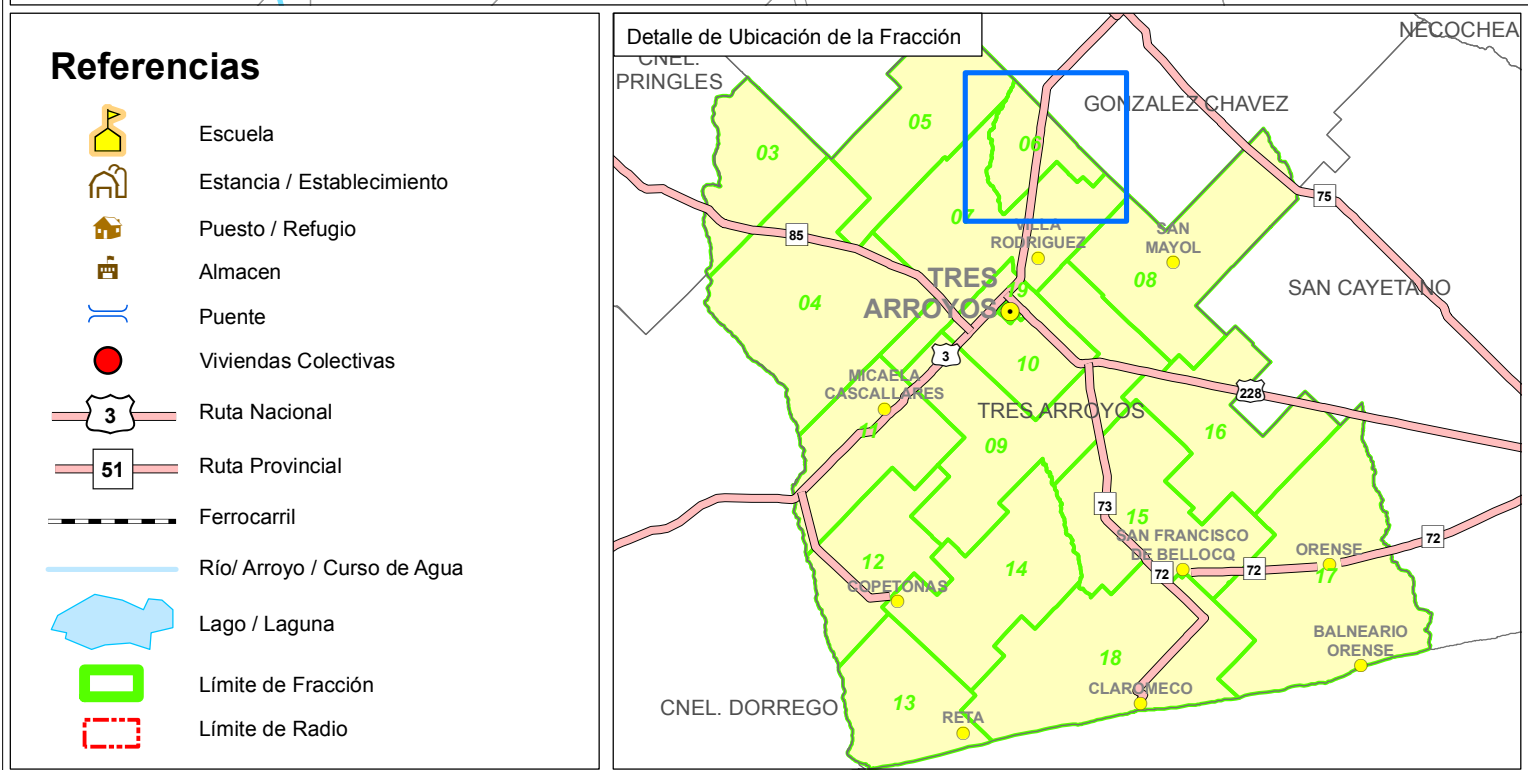 Referencias
Escuela
Estancia / Establecimiento
Puesto / Refugio
Almacen
Puente
Viviendas Colectivas
3
Ruta Nacional
51
Ruta Provincial
Ferrocarril
Río/ Arroyo / Curso de Agua
Lago / Laguna
Límite de Fracción
Límite de Radio
Detalle de Ubicación de la Fracción
NECOCHEA
CNEL.
PRINGLES
GONZALEZ CHAVEZ
05
06
03
75
07
VILLA
RODRIGUEZ
SAN
MAYOL
85
08
TRES
ARROYOS
19
SAN CAYETANO
04
3
10
MICAELA
CASCALLARES
228
TRES ARROYOS
11
09
16
73
15
SAN FRANCISCO
DE BELLOCQ
72
72
ORENSE
72
17
12
14
COPETONAS
BALNEARIO
ORENSE
18
CLAROMECO
13
CNEL. DORREGO
RETA